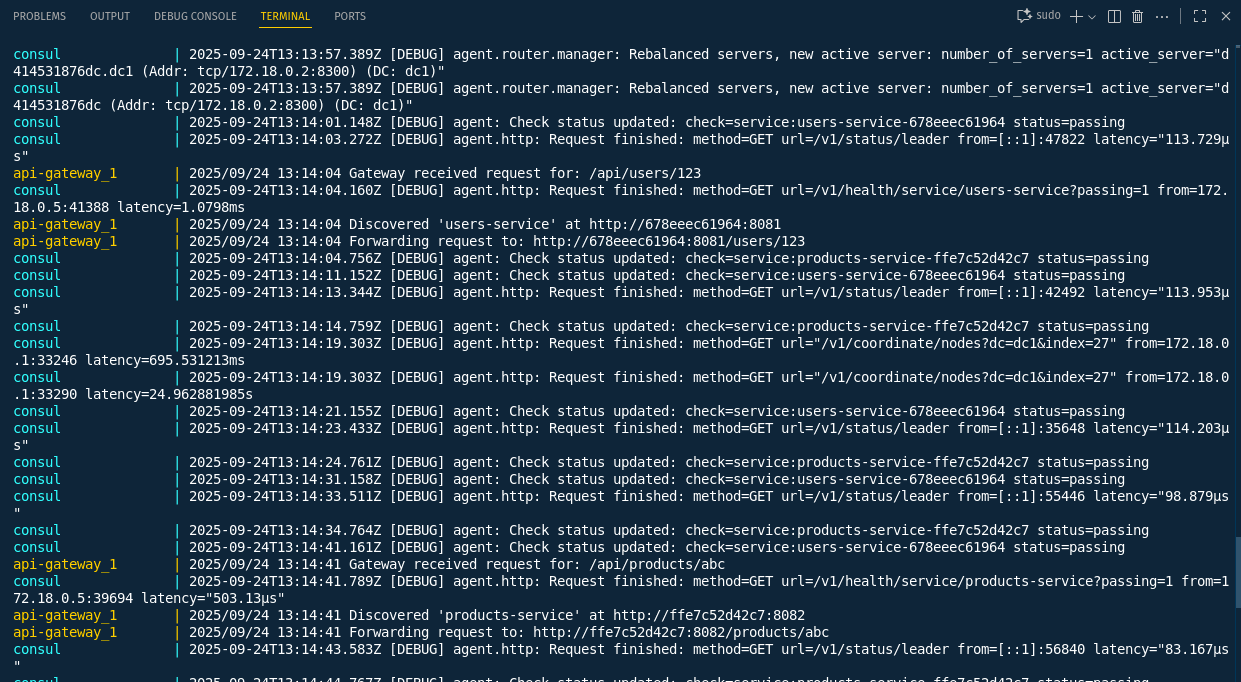 PROBLEMS OUTPUT DEBUG CONSOLE TERMINAL PORTS sudo
consul | 2025-09-24T13:13:57.389Z [DEBUG] agent.router.manager: Rebalanced servers, new active server: number_of_servers=1 active_server="d
414531876dc.dc1 (Addr: tcp/172.18.0.2:8300) (DC: dc1)"
consul | 2025-09-24T13:13:57.389Z [DEBUG] agent.router.manager: Rebalanced servers, new active server: number_of_servers=1 active_server="d
414531876dc (Addr: tcp/172.18.0.2:8300) (DC: dc1)"
consul | 2025-09-24T13:14:01.148Z [DEBUG] agent: Check status updated: check=service:users-service-678eeec61964 status=passing
consul | 2025-09-24T13:14:03.272Z [DEBUG] agent.http: Request finished: method=GET url=/v1/status/leader from=[::1]:47822 latency="113.729µ
s"
api-gateway_1 | 2025/09/24 13:14:04 Gateway received request for: /api/users/123
consul | 2025-09-24T13:14:04.160Z [DEBUG] agent.http: Request finished: method=GET url=/v1/health/service/users-service?passing=1 from=172.
18.0.5:41388 latency=1.0798ms
api-gateway_1 | 2025/09/24 13:14:04 Discovered 'users-service' at http://678eeec61964:8081
api-gateway_1 | 2025/09/24 13:14:04 Forwarding request to: http://678eeec61964:8081/users/123
consul | 2025-09-24T13:14:04.756Z [DEBUG] agent: Check status updated: check=service:products-service-ffe7c52d42c7 status=passing
consul | 2025-09-24T13:14:11.152Z [DEBUG] agent: Check status updated: check=service:users-service-678eeec61964 status=passing
consul | 2025-09-24T13:14:13.344Z [DEBUG] agent.http: Request finished: method=GET url=/v1/status/leader from=[::1]:42492 latency="113.953µ
s"
consul | 2025-09-24T13:14:14.759Z [DEBUG] agent: Check status updated: check=service:products-service-ffe7c52d42c7 status=passing
consul | 2025-09-24T13:14:19.303Z [DEBUG] agent.http: Request finished: method=GET url="/v1/coordinate/nodes?dc=dc1&index=27" from=172.18.0
.1:33246 latency=695.531213ms
consul | 2025-09-24T13:14:19.303Z [DEBUG] agent.http: Request finished: method=GET url="/v1/coordinate/nodes?dc=dc1&index=27" from=172.18.0
.1:33290 latency=24.962881985s
consul | 2025-09-24T13:14:21.155Z [DEBUG] agent: Check status updated: check=service:users-service-678eeec61964 status=passing
consul | 2025-09-24T13:14:23.433Z [DEBUG] agent.http: Request finished: method=GET url=/v1/status/leader from=[::1]:35648 latency="114.203µ
s"
consul | 2025-09-24T13:14:24.761Z [DEBUG] agent: Check status updated: check=service:products-service-ffe7c52d42c7 status=passing
consul | 2025-09-24T13:14:31.158Z [DEBUG] agent: Check status updated: check=service:users-service-678eeec61964 status=passing
consul | 2025-09-24T13:14:33.511Z [DEBUG] agent.http: Request finished: method=GET url=/v1/status/leader from=[::1]:55446 latency="98.879µs
"
consul | 2025-09-24T13:14:34.764Z [DEBUG] agent: Check status updated: check=service:products-service-ffe7c52d42c7 status=passing
consul | 2025-09-24T13:14:41.161Z [DEBUG] agent: Check status updated: check=service:users-service-678eeec61964 status=passing
api-gateway_1 | 2025/09/24 13:14:41 Gateway received request for: /api/products/abc
consul | 2025-09-24T13:14:41.789Z [DEBUG] agent.http: Request finished: method=GET url=/v1/health/service/products-service?passing=1 from=1
72.18.0.5:39694 latency="503.13µs"
api-gateway_1 | 2025/09/24 13:14:41 Discovered 'products-service' at http://ffe7c52d42c7:8082
api-gateway_1 | 2025/09/24 13:14:41 Forwarding request to: http://ffe7c52d42c7:8082/products/abc
consul | 2025-09-24T13:14:43.583Z [DEBUG] agent.http: Request finished: method=GET url=/v1/status/leader from=[::1]:56840 latency="83.167µs
"
consul | 2025-09-24T13:14:44.767Z [DEBUG] agent: Check status updated: check=service:products-service-ffe7c52d42c7 status=passing